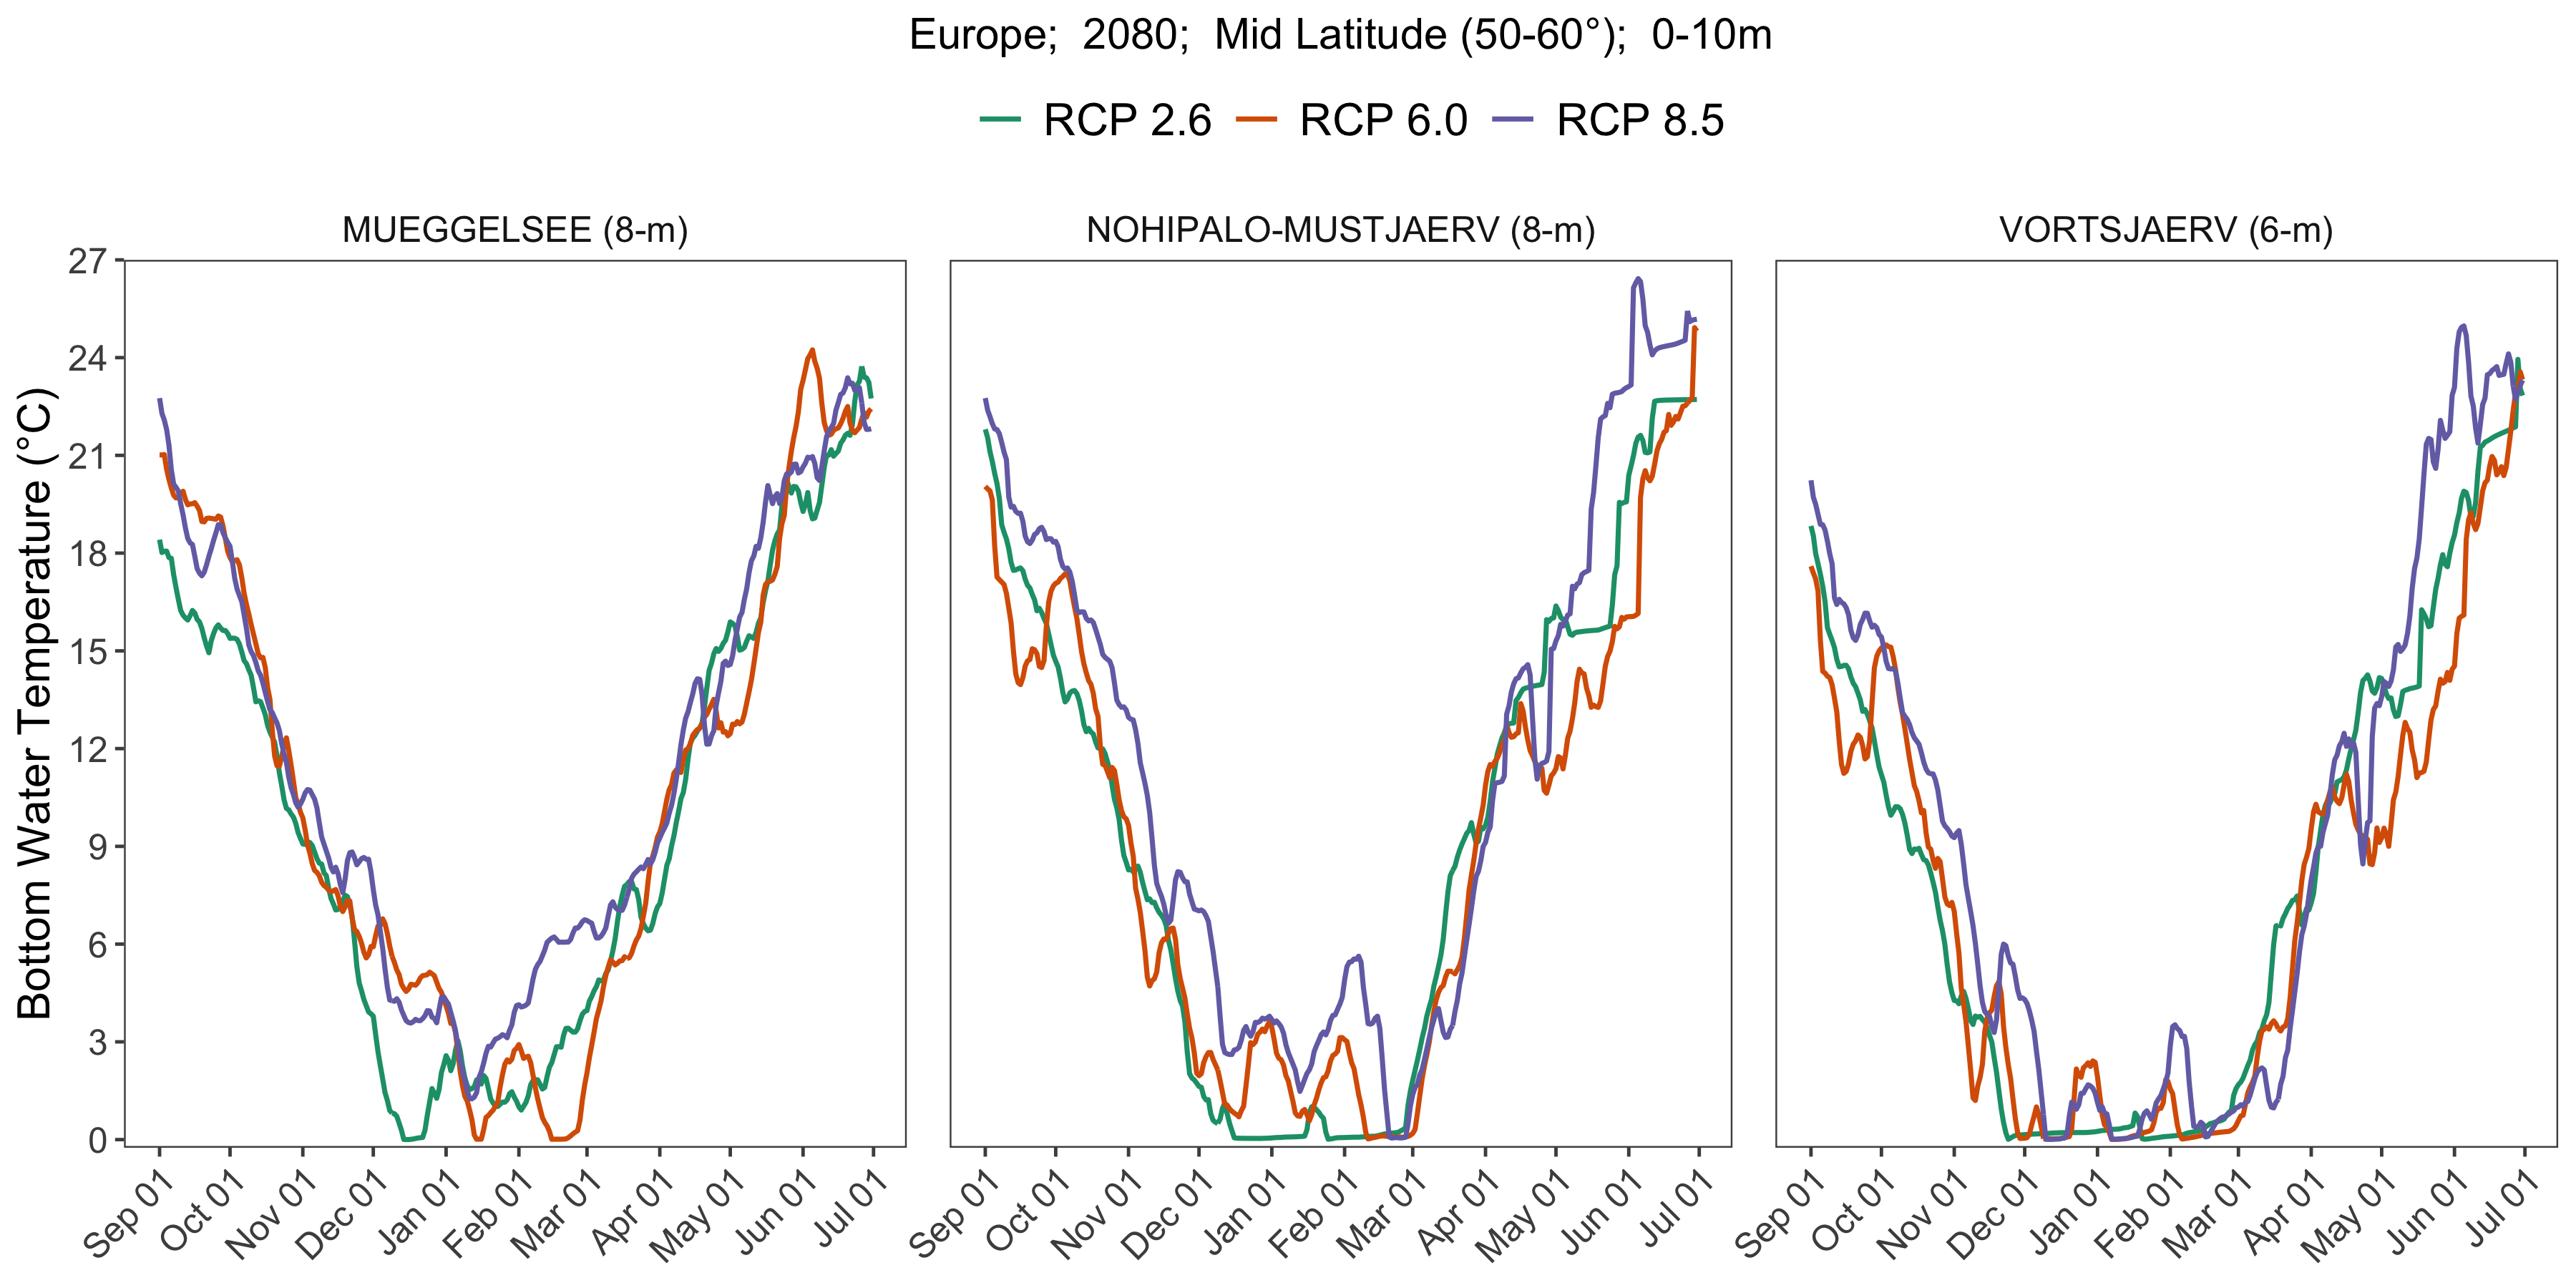 Europe;  2080;  Mid Latitude (50-60°);  0-10m
RCP 2.6 RCP 6.0 RCP 8.5
MUEGGELSEE (8-m) NOHIPALO-MUSTJAERV (8-m) VORTSJAERV (6-m)
Bottom Water Temperature (°C)
27
24
21
18
15
12
9
6
3
0
Sep 01 Oct 01 Nov 01 Dec 01 Jan 01 Feb 01 Mar 01 Apr 01 May 01 Jun 01 Jul 01 Sep 01 Oct 01 Nov 01 Dec 01 Jan 01 Feb 01 Mar 01 Apr 01 May 01 Jun 01 Jul 01 Sep 01 Oct 01 Nov 01 Dec 01 Jan 01 Feb 01 Mar 01 Apr 01 May 01 Jun 01 Jul 01